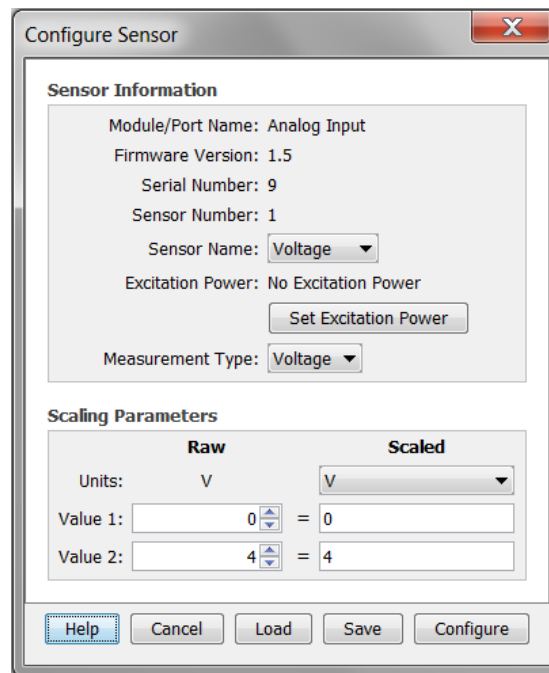 Configure Sensor
Sensor Information
Module/Port Name: Analog Input
Firmware Version: 1.5
Serial Number: 9
Sensor Number: 1
Sensor Name: Voltage
Excitation Power: No Excitation Power
Set Excitation Power
Measurement Type: Voltage
Scaling Parameters
Raw Scaled
Units: V V
Value 1: 0 = 0
Value 2: 4 = 4
Help Cancel Load Save Configure